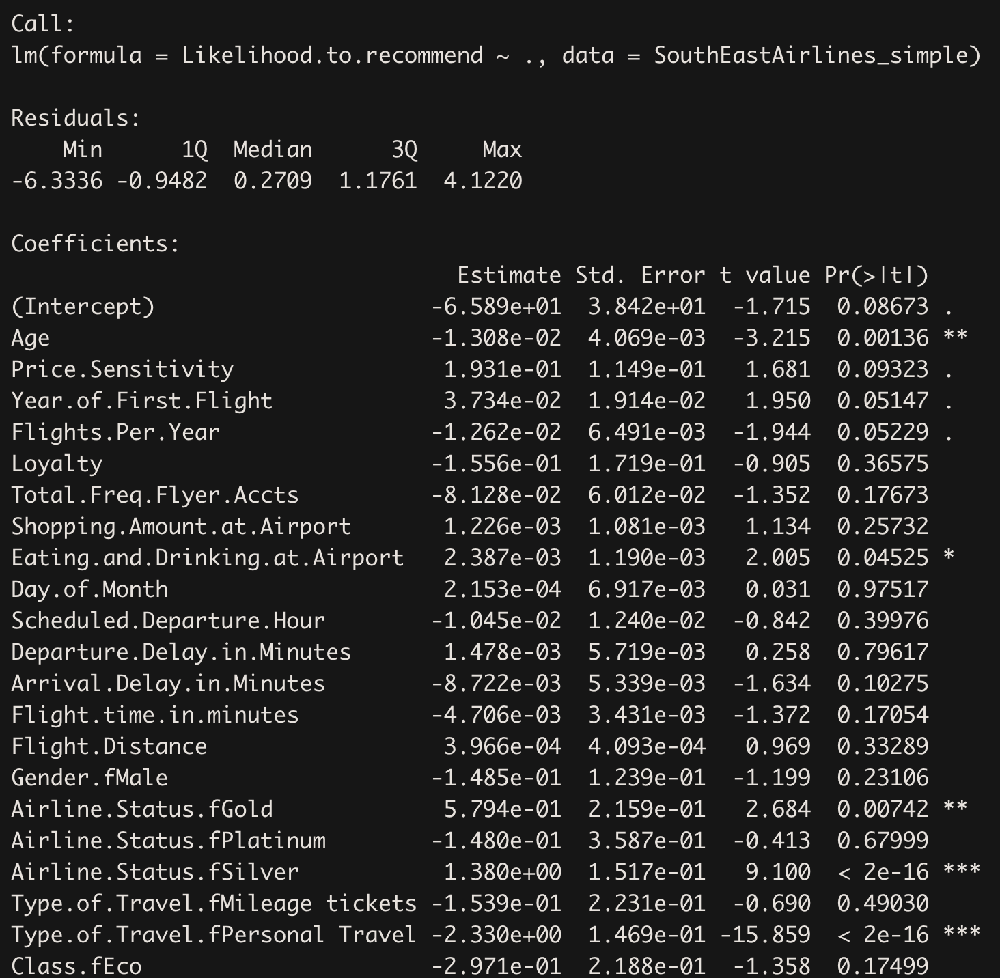 Call:
lm(formula = Likelihood.to.recommend ~ ., data = SouthEastAirlines_simple)
Residuals:
Min 1Q Median 3Q Max
-6.3336 -0.9482 0.2709 1.1761 4.1220
Coefficients:
Estimate Std. Error t value Pr(>|t|)
(Intercept) -6.589e+01 3.842e+01 -1.715 0.08673 .
Age -1.308e-02 4.069e-03 -3.215 0.00136 **
Price.Sensitivity 1.931e-01 1.149e-01 1.681 0.09323 .
Year.of.First.Flight 3.734e-02 1.914e-02 1.950 0.05147 .
Flights.Per.Year -1.262e-02 6.491e-03 -1.944 0.05229 .
Loyalty -1.556e-01 1.719e-01 -0.905 0.36575
Total.Freq.Flyer.Accts -8.128e-02 6.012e-02 -1.352 0.17673
Shopping.Amount.at.Airport 1.226e-03 1.081e-03 1.134 0.25732
Eating.and.Drinking.at.Airport 2.387e-03 1.190e-03 2.005 0.04525 *
Day.of.Month 2.153e-04 6.917e-03 0.031 0.97517
Scheduled.Departure.Hour -1.045e-02 1.240e-02 -0.842 0.39976
Departure.Delay.in.Minutes 1.478e-03 5.719e-03 0.258 0.79617
Arrival.Delay.in.Minutes -8.722e-03 5.339e-03 -1.634 0.10275
Flight.time.in.minutes -4.706e-03 3.431e-03 -1.372 0.17054
Flight.Distance 3.966e-04 4.093e-04 0.969 0.33289
Gender.fMale -1.485e-01 1.239e-01 -1.199 0.23106
Airline.Status.fGold 5.794e-01 2.159e-01 2.684 0.00742 **
Airline.Status.fPlatinum -1.480e-01 3.587e-01 -0.413 0.67999
Airline.Status.fSilver 1.380e+00 1.517e-01 9.100 < 2e-16 ***
Type.of.Travel.fMileage tickets -1.539e-01 2.231e-01 -0.690 0.49030
Type.of.Travel.fPersonal Travel -2.330e+00 1.469e-01 -15.859 < 2e-16 ***
Class.fEco -2.971e-01 2.188e-01 -1.358 0.17499